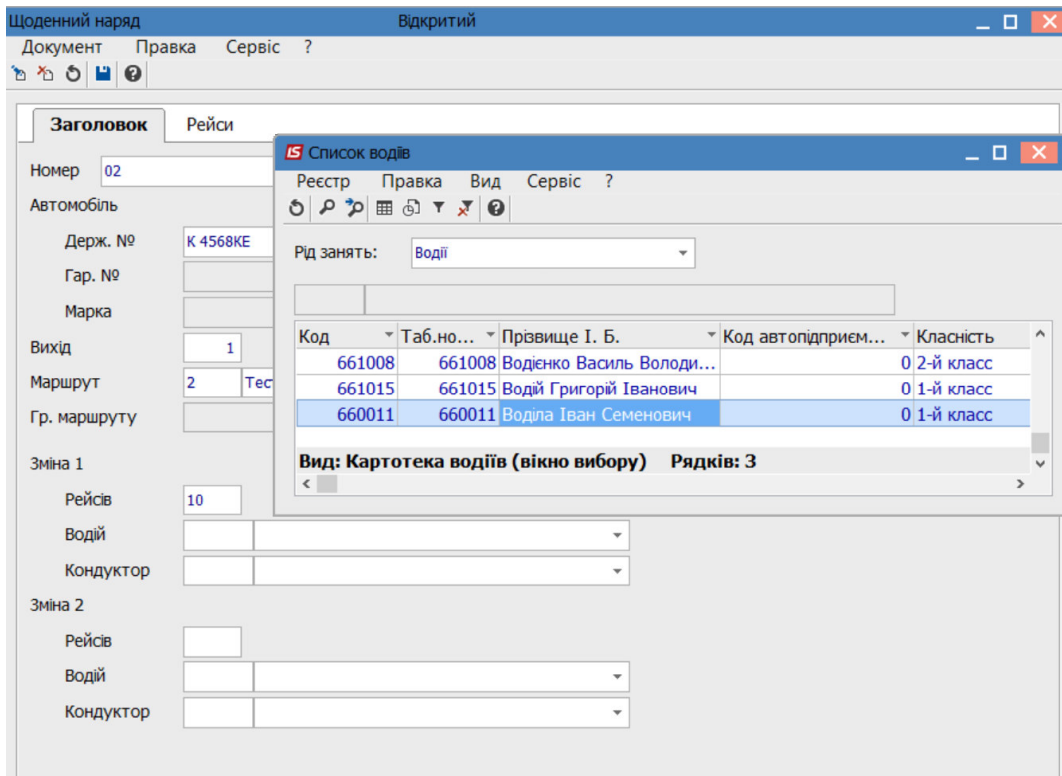 Щоденний наряд Відкритий
Документ Правка Сервіс ?
Заголовок Рейси
Номер 02
Автомобіль
Держ. № К 4568КЕ
Гар. №
Марка
Вихід 1
Маршрут 2 Тес
Гр. маршруту
Зміна 1
Рейсів 10
Водій
Кондуктор
Зміна 2
Рейсів
Водій
Кондуктор
IS Список водіїв
Реєстр Правка Вид Сервіс ?
Рід занять: Водії
Код Таб.но... Прізвище І. Б. Код автопідприєм... Класність
661008 661008 Водієнко Василь Володи... 0 2-й класс
661015 661015 Водій Григорій Іванович 0 1-й класс
660011 660011 Воділа Іван Семенович 0 1-й класс
Вид: Картотека водіїв (вікно вибору) Рядків: 3